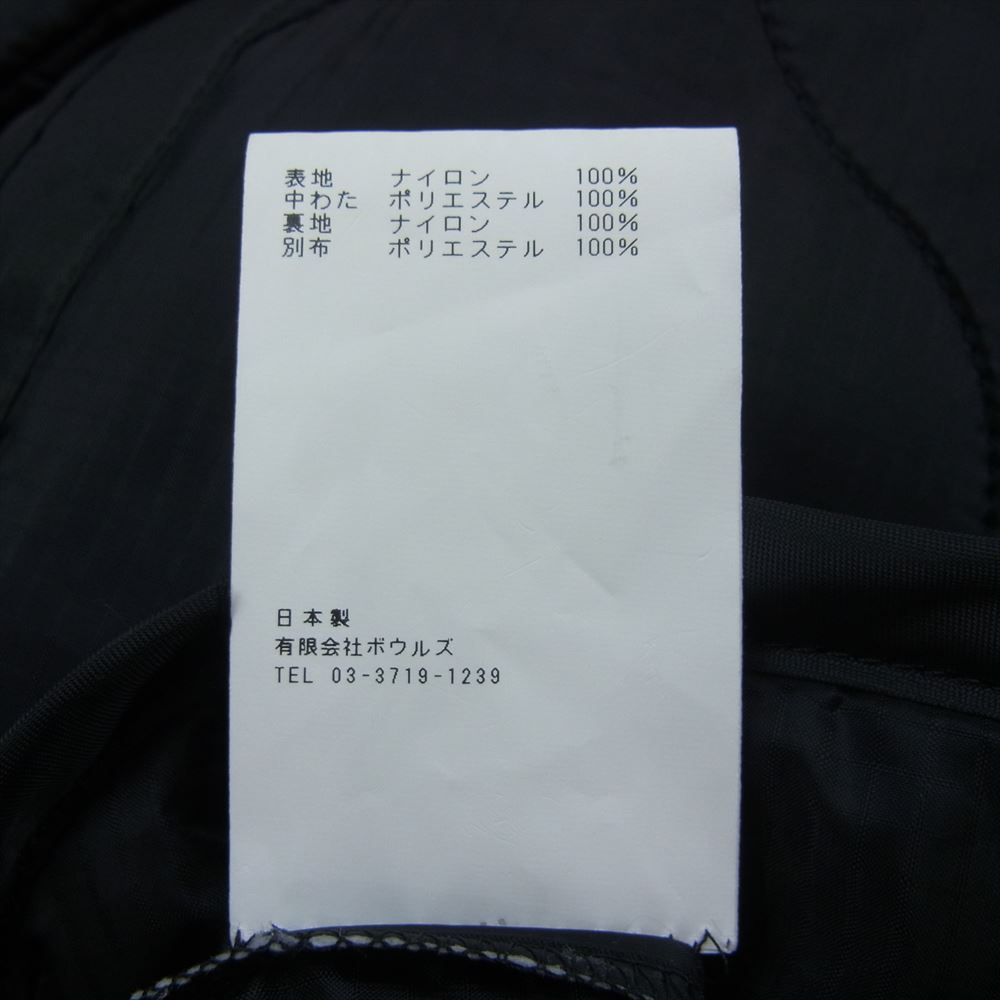 表地 ナイロン 100%
中わた ポリエステル 100%
裏地 ナイロン 100%
別布 ポリエステル 100%
日本製
有限会社ボウルズ
TEL 03-3719-1239